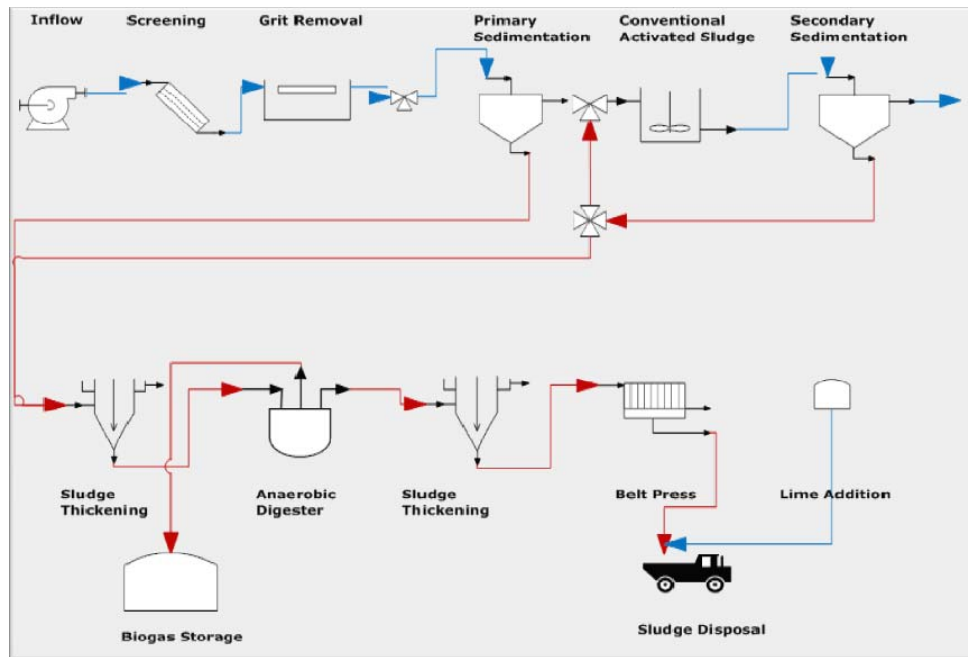 Inflow
Screening
Grit Removal
Primary
Sedimentation
Conventional
Activated Sludge
Secondary
Sedimentation
Sludge
Thickening
Anaerobic
Digester
Sludge
Thickening
Belt Press
Lime Addition
Biogas Storage
Sludge Disposal